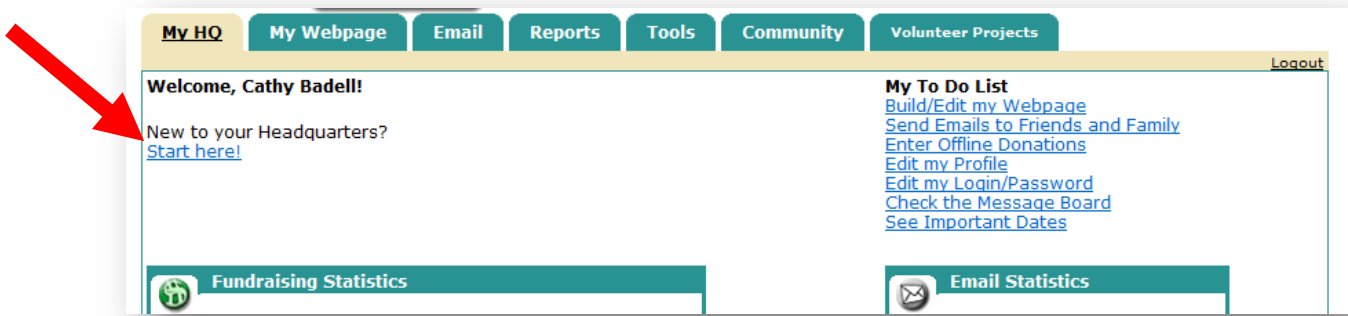 My HQ My Webpage Email Reports Tools Community Volunteer Projects
Logout
Welcome, Cathy Badell!
New to your Headquarters?
Start here!
My To Do List
Build/Edit my Webpage
Send Emails to Friends and Family
Enter Offline Donations
Edit my Profile
Edit my Login/Password
Check the Message Board
See Important Dates
Fundraising Statistics
Email Statistics